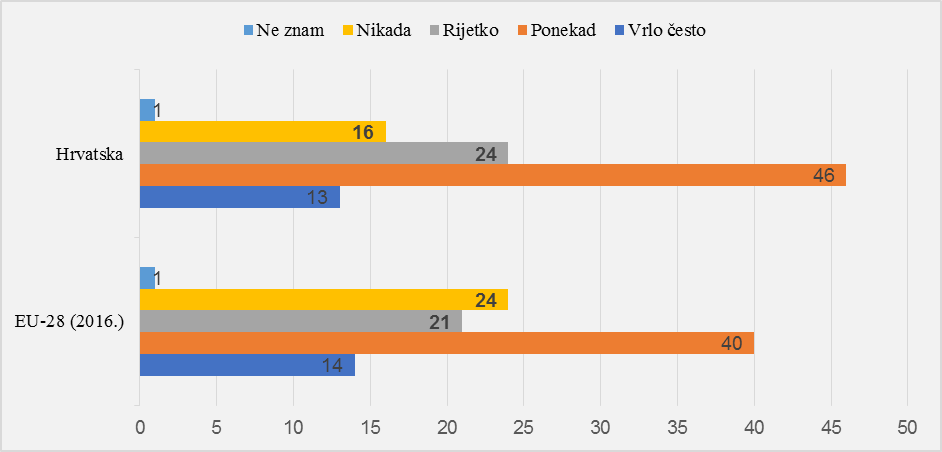 Ne znam Nikada Rijetko Ponekad Vrlo često
1
16
Hrvatska
24
46
13
1
24
EU-28 (2016.)
21
40
14
0 5 10 15 20 25 30 35 40 45 50